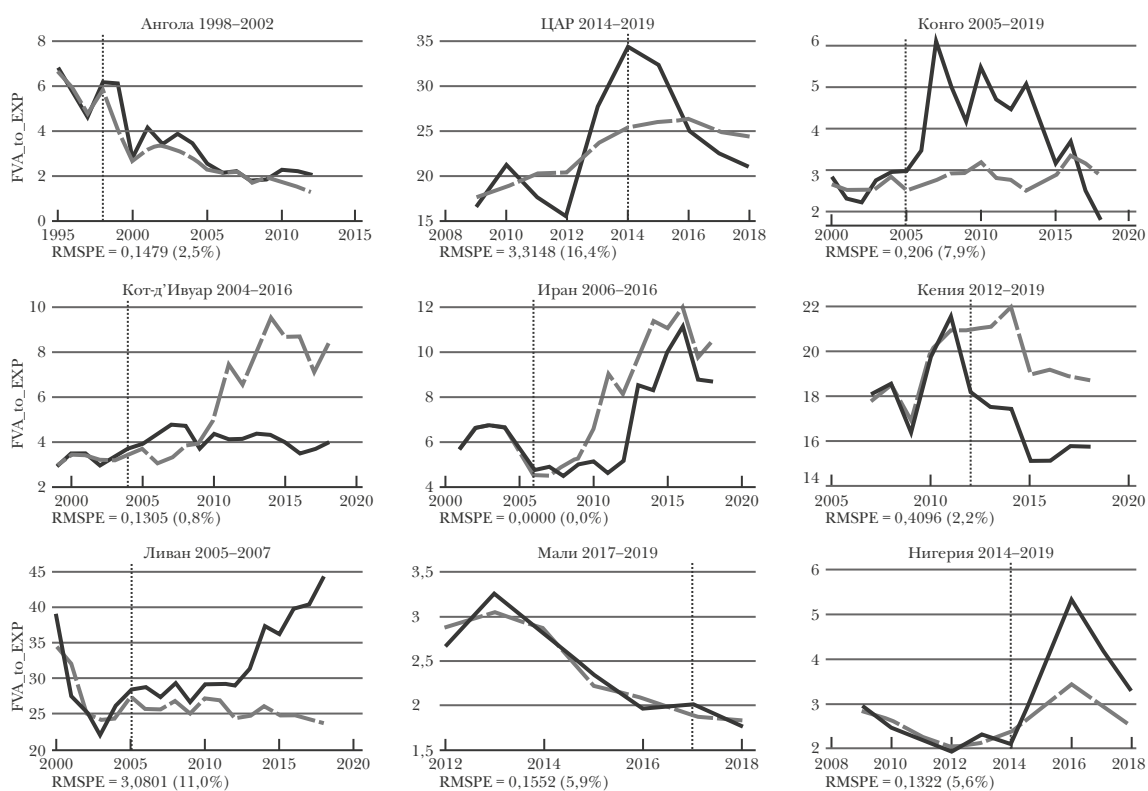 Ангола 1998–2002
ЦАР 2014–2019
Конго 2005–2019
FVA_to_EXP
8
6
4
2
0
1995 2000 2005 2010 2015
RMSPE = 0,1479 (2,5%)
35
30
25
20
15
2008 2010 2012 2014 2016 2018
RMSPE = 3,3148 (16,4%)
6
5
4
3
2
2000 2005 2010 2015 2020
RMSPE = 0,206 (7,9%)
Кот-д’Ивуар 2004–2016
Иран 2006–2016
Кения 2012–2019
FVA_to_EXP
10
8
6
4
2
2000 2005 2010 2015 2020
RMSPE = 0,1305 (0,8%)
12
10
8
6
4
2000 2005 2010 2015 2020
RMSPE = 0,0000 (0,0%)
22
20
18
16
14
2005 2010 2015 2020
RMSPE = 0,4096 (2,2%)
Ливан 2005–2007
Мали 2017–2019
Нигерия 2014–2019
FVA_to_EXP
45
40
35
30
25
20
2000 2005 2010 2015 2020
RMSPE = 3,0801 (11,0%)
3,5
3
2,5
2
1,5
2012 2014 2016 2018
RMSPE = 0,1552 (5,9%)
6
5
4
3
2
2008 2010 2012 2014 2016 2018
RMSPE = 0,1322 (5,6%)